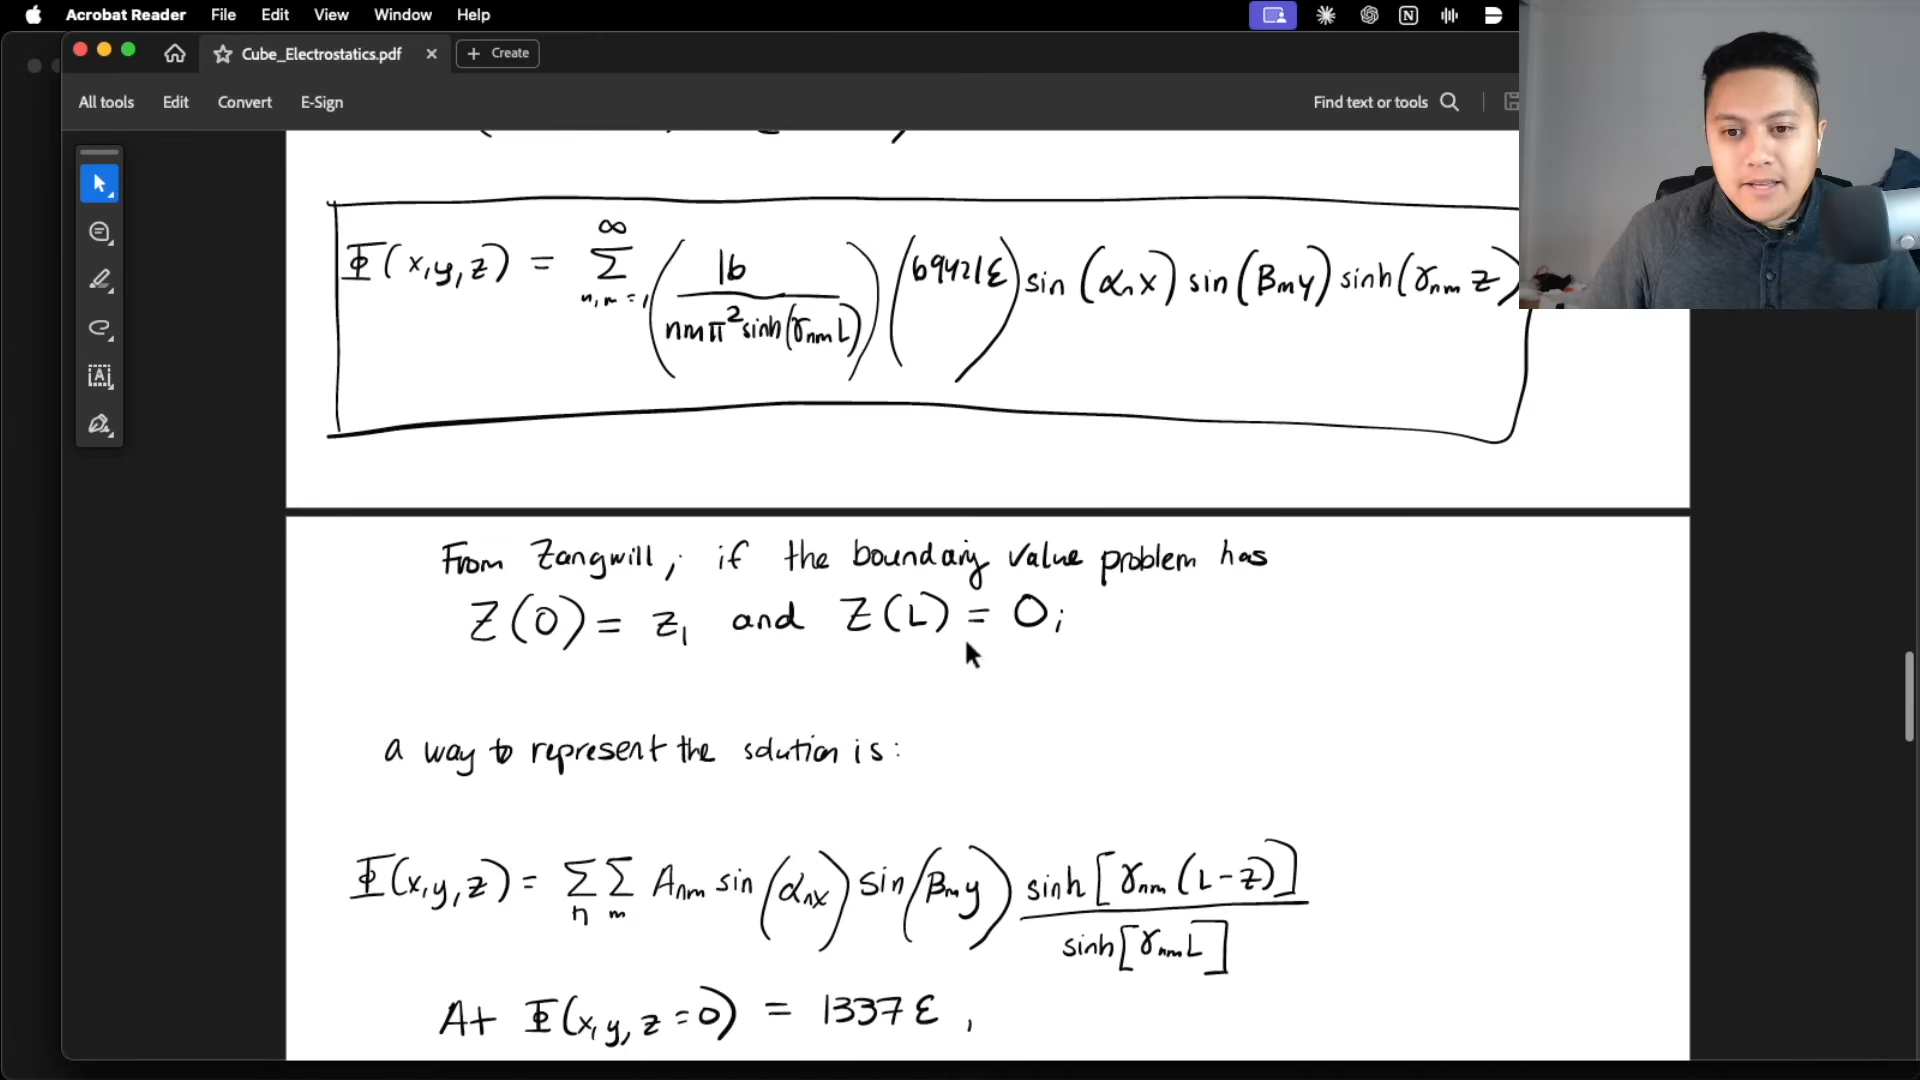 Acrobat Reader File Edit View Window Help
Cube_Electrostatics.pdf
Create
All tools Edit Convert E-Sign
Find text or tools
Φ(x,y,z) = ∑ n,m=1 ∞ (16 / nmπ² sinh(γnm L)) (69421ε) sin(αn x) sin(βm y) sinh(γnm z)
From Zangwill, if the boundary value problem has
Z(0) = z₁ and Z(L) = 0;
a way to represent the solution is:
Φ(x,y,z) = ∑n ∑m Anm sin(αn x) sin(βm y) sinh[γnm(L-z)] / sinh[γnm L]
At Φ(x,y,z=0) = 1337ε,